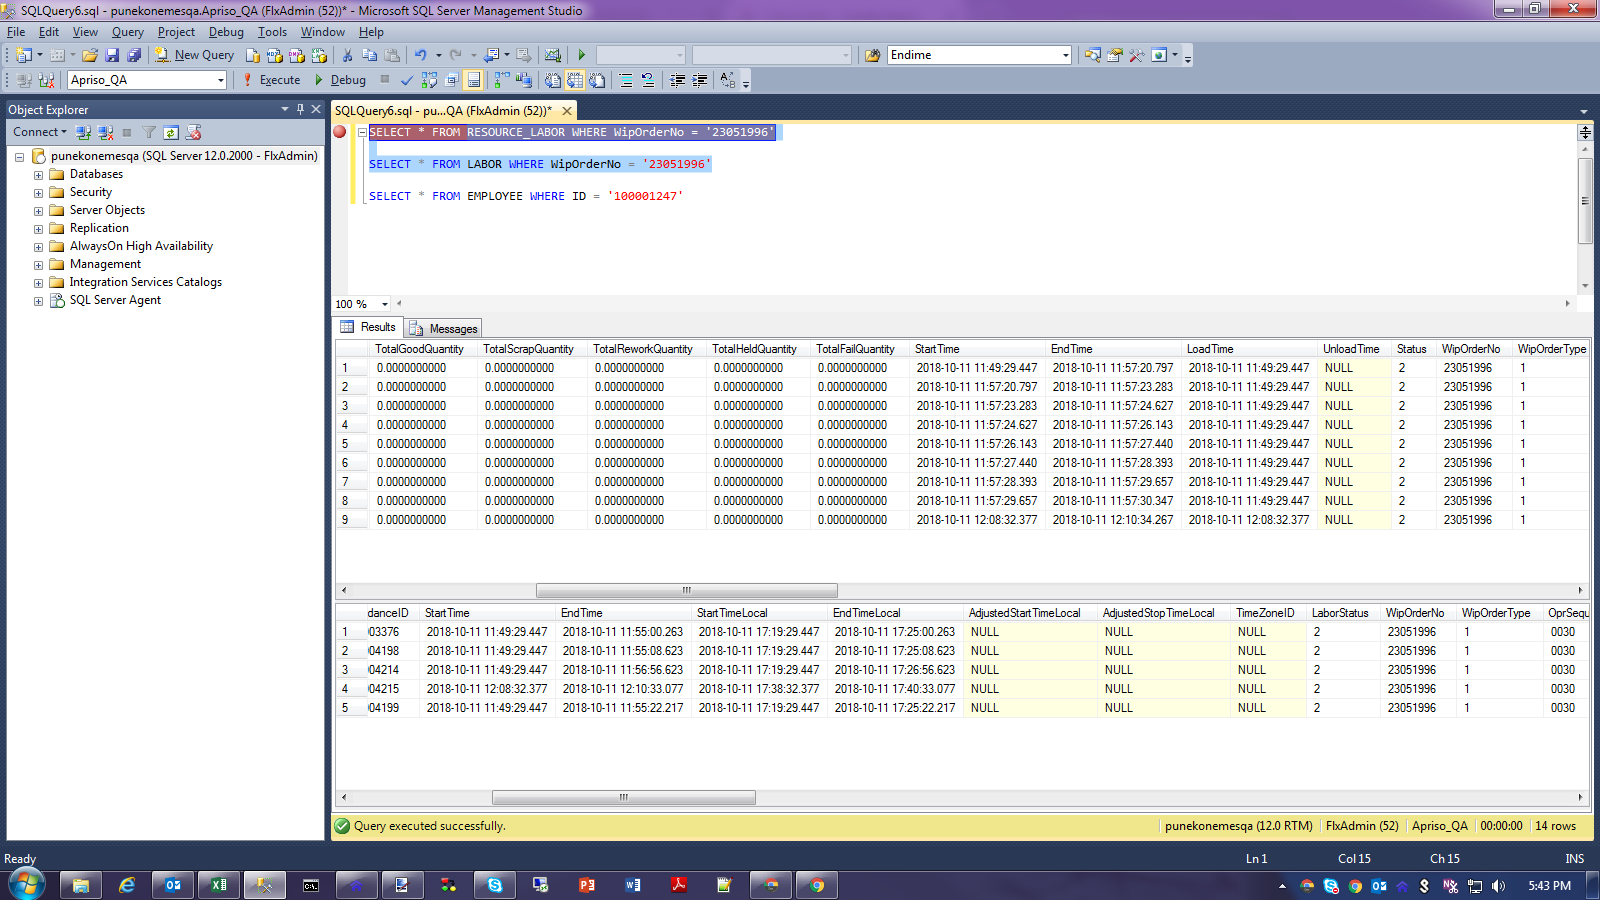 SQLQuery6.sql - punekonemesqa.Apriso_QA (FlxAdmin (52))* - Microsoft SQL Server Management Studio
File Edit View Query Project Debug Tools Window Help
New Query Endime
Apriso_QA Execute Debug
Object Explorer
Connect
punekonemesqa (SQL Server 12.0.2000 - FlxAdmin)
Databases
Security
Server Objects
Replication
AlwaysOn High Availability
Management
Integration Services Catalogs
SQL Server Agent
SQLQuery6.sql - pu...QA (FlxAdmin (52))*
SELECT * FROM RESOURCE_LABOR WHERE WipOrderNo = '23051996'
SELECT * FROM LABOR WHERE WipOrderNo = '23051996'
SELECT * FROM EMPLOYEE WHERE ID = '100001247'
100 %
Results Messages
TotalGoodQuantity TotalScrapQuantity TotalReworkQuantity TotalHeldQuantity TotalFailQuantity StartTime EndTime LoadTime UnloadTime Status WipOrderNo WipOrderType
1 0.0000000000 0.0000000000 0.0000000000 0.0000000000 0.0000000000 2018-10-11 11:49:29.447 2018-10-11 11:57:20.797 2018-10-11 11:49:29.447 NULL 2 23051996 1
2 0.0000000000 0.0000000000 0.0000000000 0.0000000000 0.0000000000 2018-10-11 11:57:20.797 2018-10-11 11:57:23.283 2018-10-11 11:49:29.447 NULL 2 23051996 1
3 0.0000000000 0.0000000000 0.0000000000 0.0000000000 0.0000000000 2018-10-11 11:57:23.283 2018-10-11 11:57:24.627 2018-10-11 11:49:29.447 NULL 2 23051996 1
4 0.0000000000 0.0000000000 0.0000000000 0.0000000000 0.0000000000 2018-10-11 11:57:24.627 2018-10-11 11:57:26.143 2018-10-11 11:49:29.447 NULL 2 23051996 1
5 0.0000000000 0.0000000000 0.0000000000 0.0000000000 0.0000000000 2018-10-11 11:57:26.143 2018-10-11 11:57:27.440 2018-10-11 11:49:29.447 NULL 2 23051996 1
6 0.0000000000 0.0000000000 0.0000000000 0.0000000000 0.0000000000 2018-10-11 11:57:27.440 2018-10-11 11:57:28.393 2018-10-11 11:49:29.447 NULL 2 23051996 1
7 0.0000000000 0.0000000000 0.0000000000 0.0000000000 0.0000000000 2018-10-11 11:57:28.393 2018-10-11 11:57:29.657 2018-10-11 11:49:29.447 NULL 2 23051996 1
8 0.0000000000 0.0000000000 0.0000000000 0.0000000000 0.0000000000 2018-10-11 11:57:29.657 2018-10-11 11:57:30.347 2018-10-11 11:49:29.447 NULL 2 23051996 1
9 0.0000000000 0.0000000000 0.0000000000 0.0000000000 0.0000000000 2018-10-11 12:08:32.377 2018-10-11 12:10:34.267 2018-10-11 12:08:32.377 NULL 2 23051996 1
danceID StartTime EndTime StartTimeLocal EndTimeLocal AdjustedStartTimeLocal AdjustedStopTimeLocal TimeZoneID LaborStatus WipOrderNo WipOrderType OprSequ
1 003376 2018-10-11 11:49:29.447 2018-10-11 11:55:00.263 2018-10-11 17:19:29.447 2018-10-11 17:25:00.263 NULL NULL NULL 2 23051996 1 0030
2 004198 2018-10-11 11:49:29.447 2018-10-11 11:55:08.623 2018-10-11 17:19:29.447 2018-10-11 17:25:08.623 NULL NULL NULL 2 23051996 1 0030
3 004214 2018-10-11 11:49:29.447 2018-10-11 11:56:56.623 2018-10-11 17:19:29.447 2018-10-11 17:26:56.623 NULL NULL NULL 2 23051996 1 0030
4 004215 2018-10-11 12:08:32.377 2018-10-11 12:10:33.077 2018-10-11 17:38:32.377 2018-10-11 17:40:33.077 NULL NULL NULL 2 23051996 1 0030
5 004199 2018-10-11 11:49:29.447 2018-10-11 11:55:22.217 2018-10-11 17:19:29.447 2018-10-11 17:25:22.217 NULL NULL NULL 2 23051996 1 0030
Query executed successfully. punekonemesqa (12.0 RTM) FlxAdmin (52) Apriso_QA 00:00:00 14 rows
Ready Ln 1 Col 15 Ch 15 INS
5:43 PM